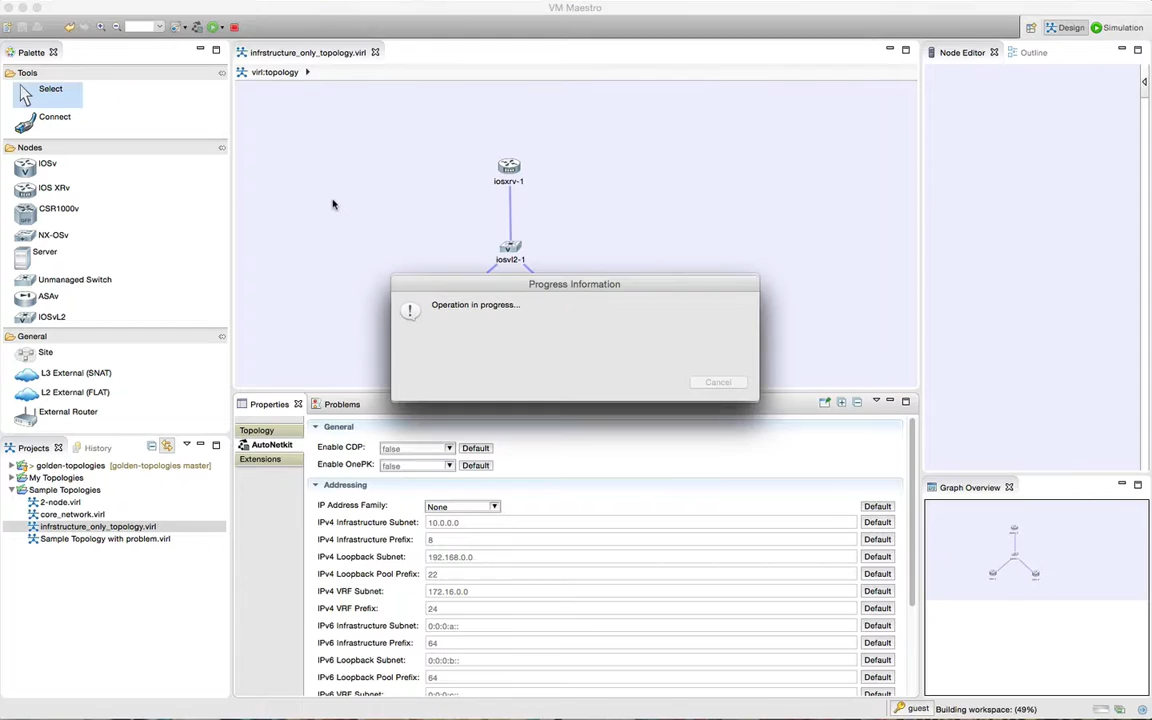 VM Maestro
Design
Simulation
Palette
infrstructure_only_topology.virl
Node Editor
Outline
virl:topology
Tools
Select
Connect
Nodes
IOSv
IOS XRv
CSR1000v
NX-OSv
Server
Unmanaged Switch
ASAv
IOSvL2
General
Site
L3 External (SNAT)
L2 External (FLAT)
External Router
iosxrv-1
iosvl2-1
Progress Information
Operation in progress...
Cancel
Projects
History
> golden-topologies [golden-topologies master]
My Topologies
Sample Topologies
2-node.virl
core_network.virl
infrstructure_only_topology.virl
Sample Topology with problem.virl
Properties
Problems
Topology
AutoNetkit
Extensions
General
Enable CDP: false Default
Enable OnePK: false Default
Addressing
IP Address Family: None Default
IPv4 Infrastructure Subnet: 10.0.0.0 Default
IPv4 Infrastructure Prefix: 8 Default
IPv4 Loopback Subnet: 192.168.0.0 Default
IPv4 Loopback Pool Prefix: 22 Default
IPv4 VRF Subnet: 172.16.0.0 Default
IPv4 VRF Prefix: 24 Default
IPv6 Infrastructure Subnet: 0:0:0:a:: Default
IPv6 Infrastructure Prefix: 64 Default
IPv6 Loopback Subnet: 0:0:0:b:: Default
IPv6 Loopback Pool Prefix: 64 Default
IPv6 VRF Subnet: 0:0:0:c:: Default
Graph Overview
guest
Building workspace: (49%)